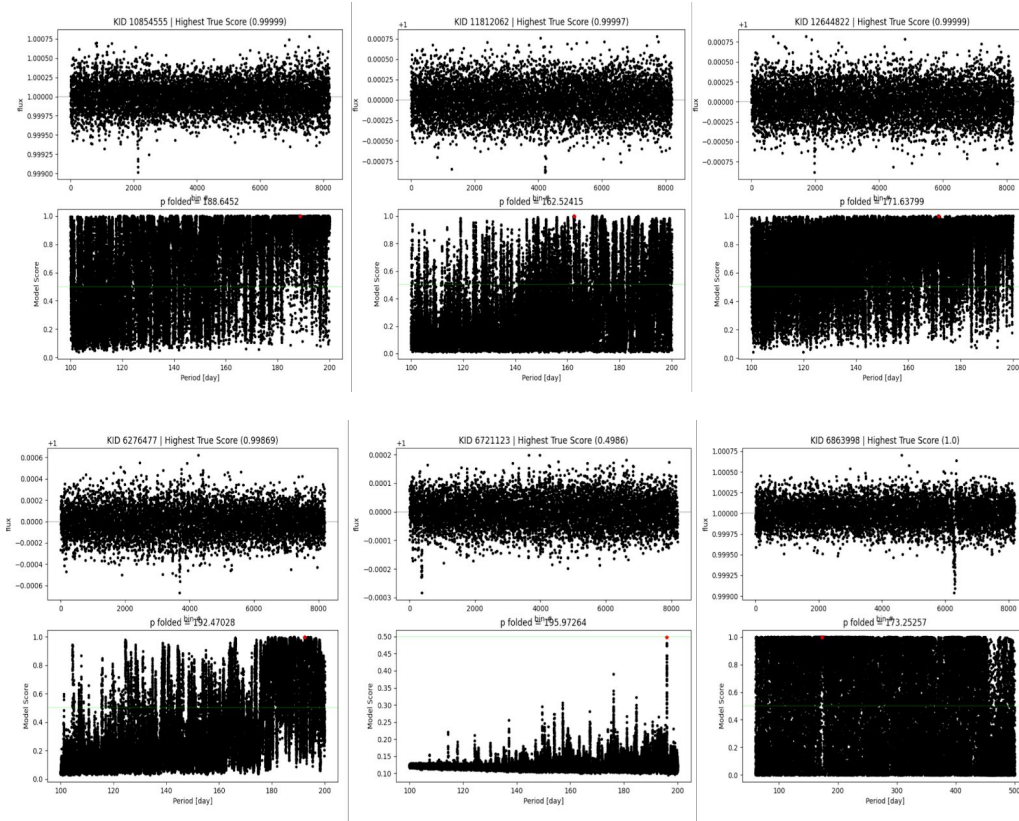 KID 10854555 | Highest True Score (0.99999)
1.00075
1.00050
1.00025
1.00000
0.99975
0.99950
0.99925
0.99900
flux
0 2000 4000 6000 8000
bin #
p folded = 188.6452
1.0
0.8
0.6
0.4
0.2
0.0
Model Score
100 120 140 160 180 200
Period [day]
KID 11812062 | Highest True Score (0.99997)
+1
0.00075
0.00050
0.00025
0.00000
−0.00025
−0.00050
−0.00075
flux
0 2000 4000 6000 8000
bin #
p folded = 162.52415
1.0
0.8
0.6
0.4
0.2
0.0
Model Score
100 120 140 160 180 200
Period [day]
KID 12644822 | Highest True Score (0.99999)
+1
0.00075
0.00050
0.00025
0.00000
−0.00025
−0.00050
−0.00075
flux
0 2000 4000 6000 8000
bin #
p folded = 171.63799
1.0
0.8
0.6
0.4
0.2
0.0
Model Score
100 120 140 160 180 200
Period [day]
KID 6276477 | Highest True Score (0.99869)
+1
0.0006
0.0004
0.0002
0.0000
−0.0002
−0.0004
−0.0006
flux
0 2000 4000 6000 8000
bin #
p folded = 192.47028
1.0
0.8
0.6
0.4
0.2
0.0
Model Score
100 120 140 160 180 200
Period [day]
KID 6721123 | Highest True Score (0.4986)
+1
0.0002
0.0001
0.0000
−0.0001
−0.0002
−0.0003
flux
0 2000 4000 6000 8000
bin #
p folded = 195.97264
0.50
0.45
0.40
0.35
0.30
0.25
0.20
0.15
0.10
Model Score
100 120 140 160 180 200
Period [day]
KID 6863998 | Highest True Score (1.0)
1.00075
1.00050
1.00025
1.00000
0.99975
0.99950
0.99925
0.99900
flux
0 2000 4000 6000 8000
bin #
p folded = 173.25257
1.0
0.8
0.6
0.4
0.2
0.0
Model Score
100 200 300 400 500
Period [day]